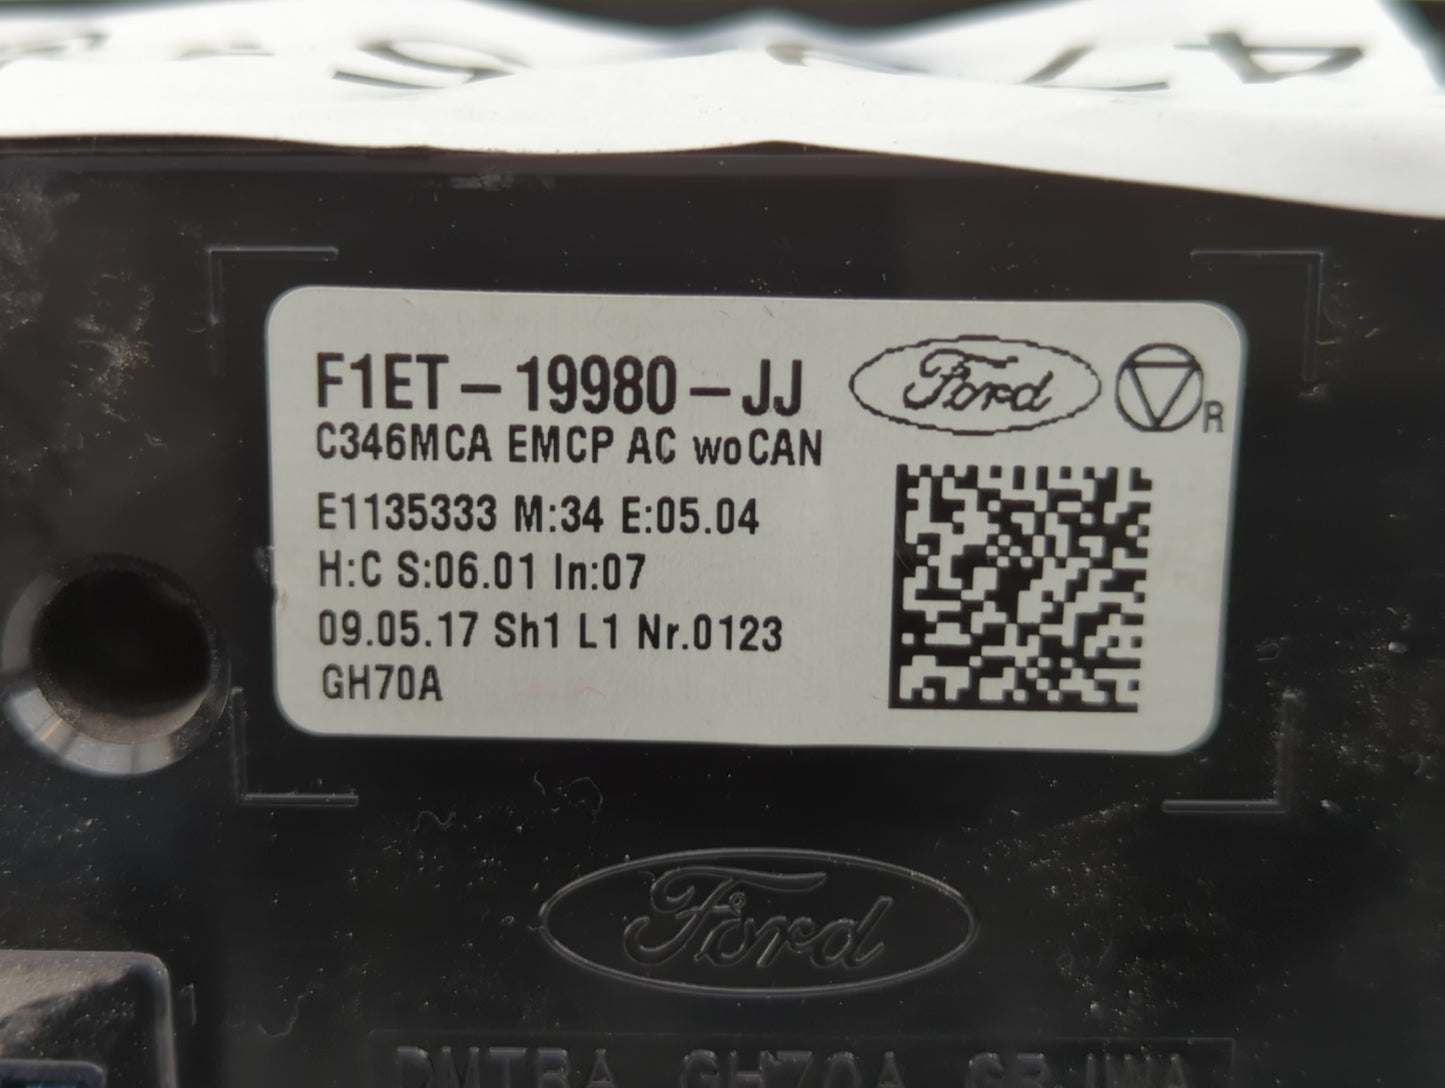 F1ET-19980-JJ
Ford
R
C346MCA EMCP AC woCAN
E1135333 M:34 E:05.04
H:C S:06.01 In:07
09.05.17 Sh1 L1 Nr.0123
GH70A
Ford